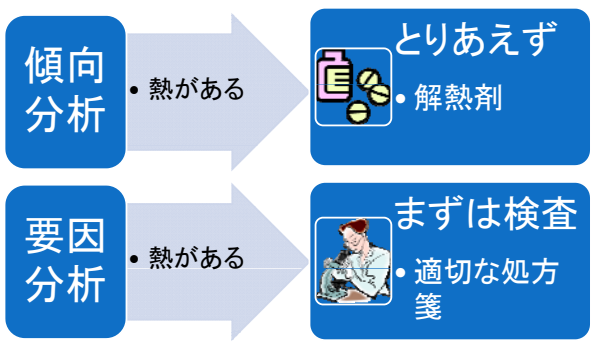 傾向
分析
• 熱がある
とりあえず
• 解熱剤
要因
分析
• 熱がある
まずは検査
• 適切な処方
箋